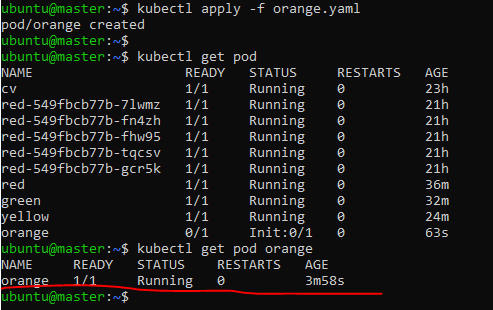 ubuntu@master:~$ kubectl apply -f orange.yaml
pod/orange created
ubuntu@master:~$
ubuntu@master:~$ kubectl get pod
NAME READY STATUS RESTARTS AGE
cv 1/1 Running 0 23h
red-549fbcb77b-7lwmz 1/1 Running 0 21h
red-549fbcb77b-fn4zh 1/1 Running 0 21h
red-549fbcb77b-fhw95 1/1 Running 0 21h
red-549fbcb77b-tqcsv 1/1 Running 0 21h
red-549fbcb77b-gcr5k 1/1 Running 0 21h
red 1/1 Running 0 36m
green 1/1 Running 0 32m
yellow 1/1 Running 0 24m
orange 0/1 Init:0/1 0 63s
ubuntu@master:~$ kubectl get pod orange
NAME READY STATUS RESTARTS AGE
orange 1/1 Running 0 3m58s
ubuntu@master:~$